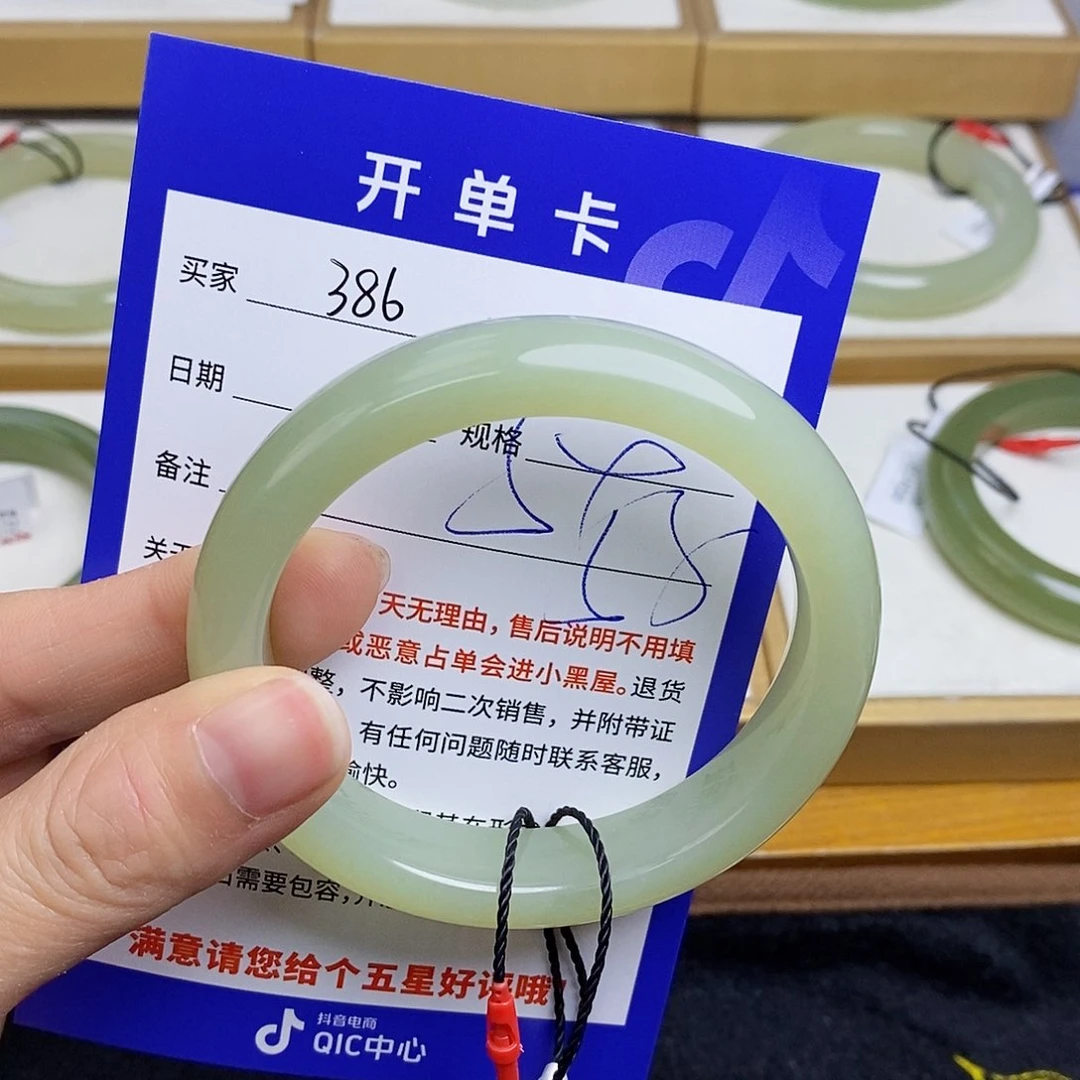 开单卡
买家 386
日期
备注
规格
天无理由，售后说明不用填
或恶意占单会进小黑屋。退货
整，不影响二次销售，并附带证
有任何问题随时联系客服，
愉快。
需要包容，
满意请您给个五星好评哦
抖音电商
QIC中心